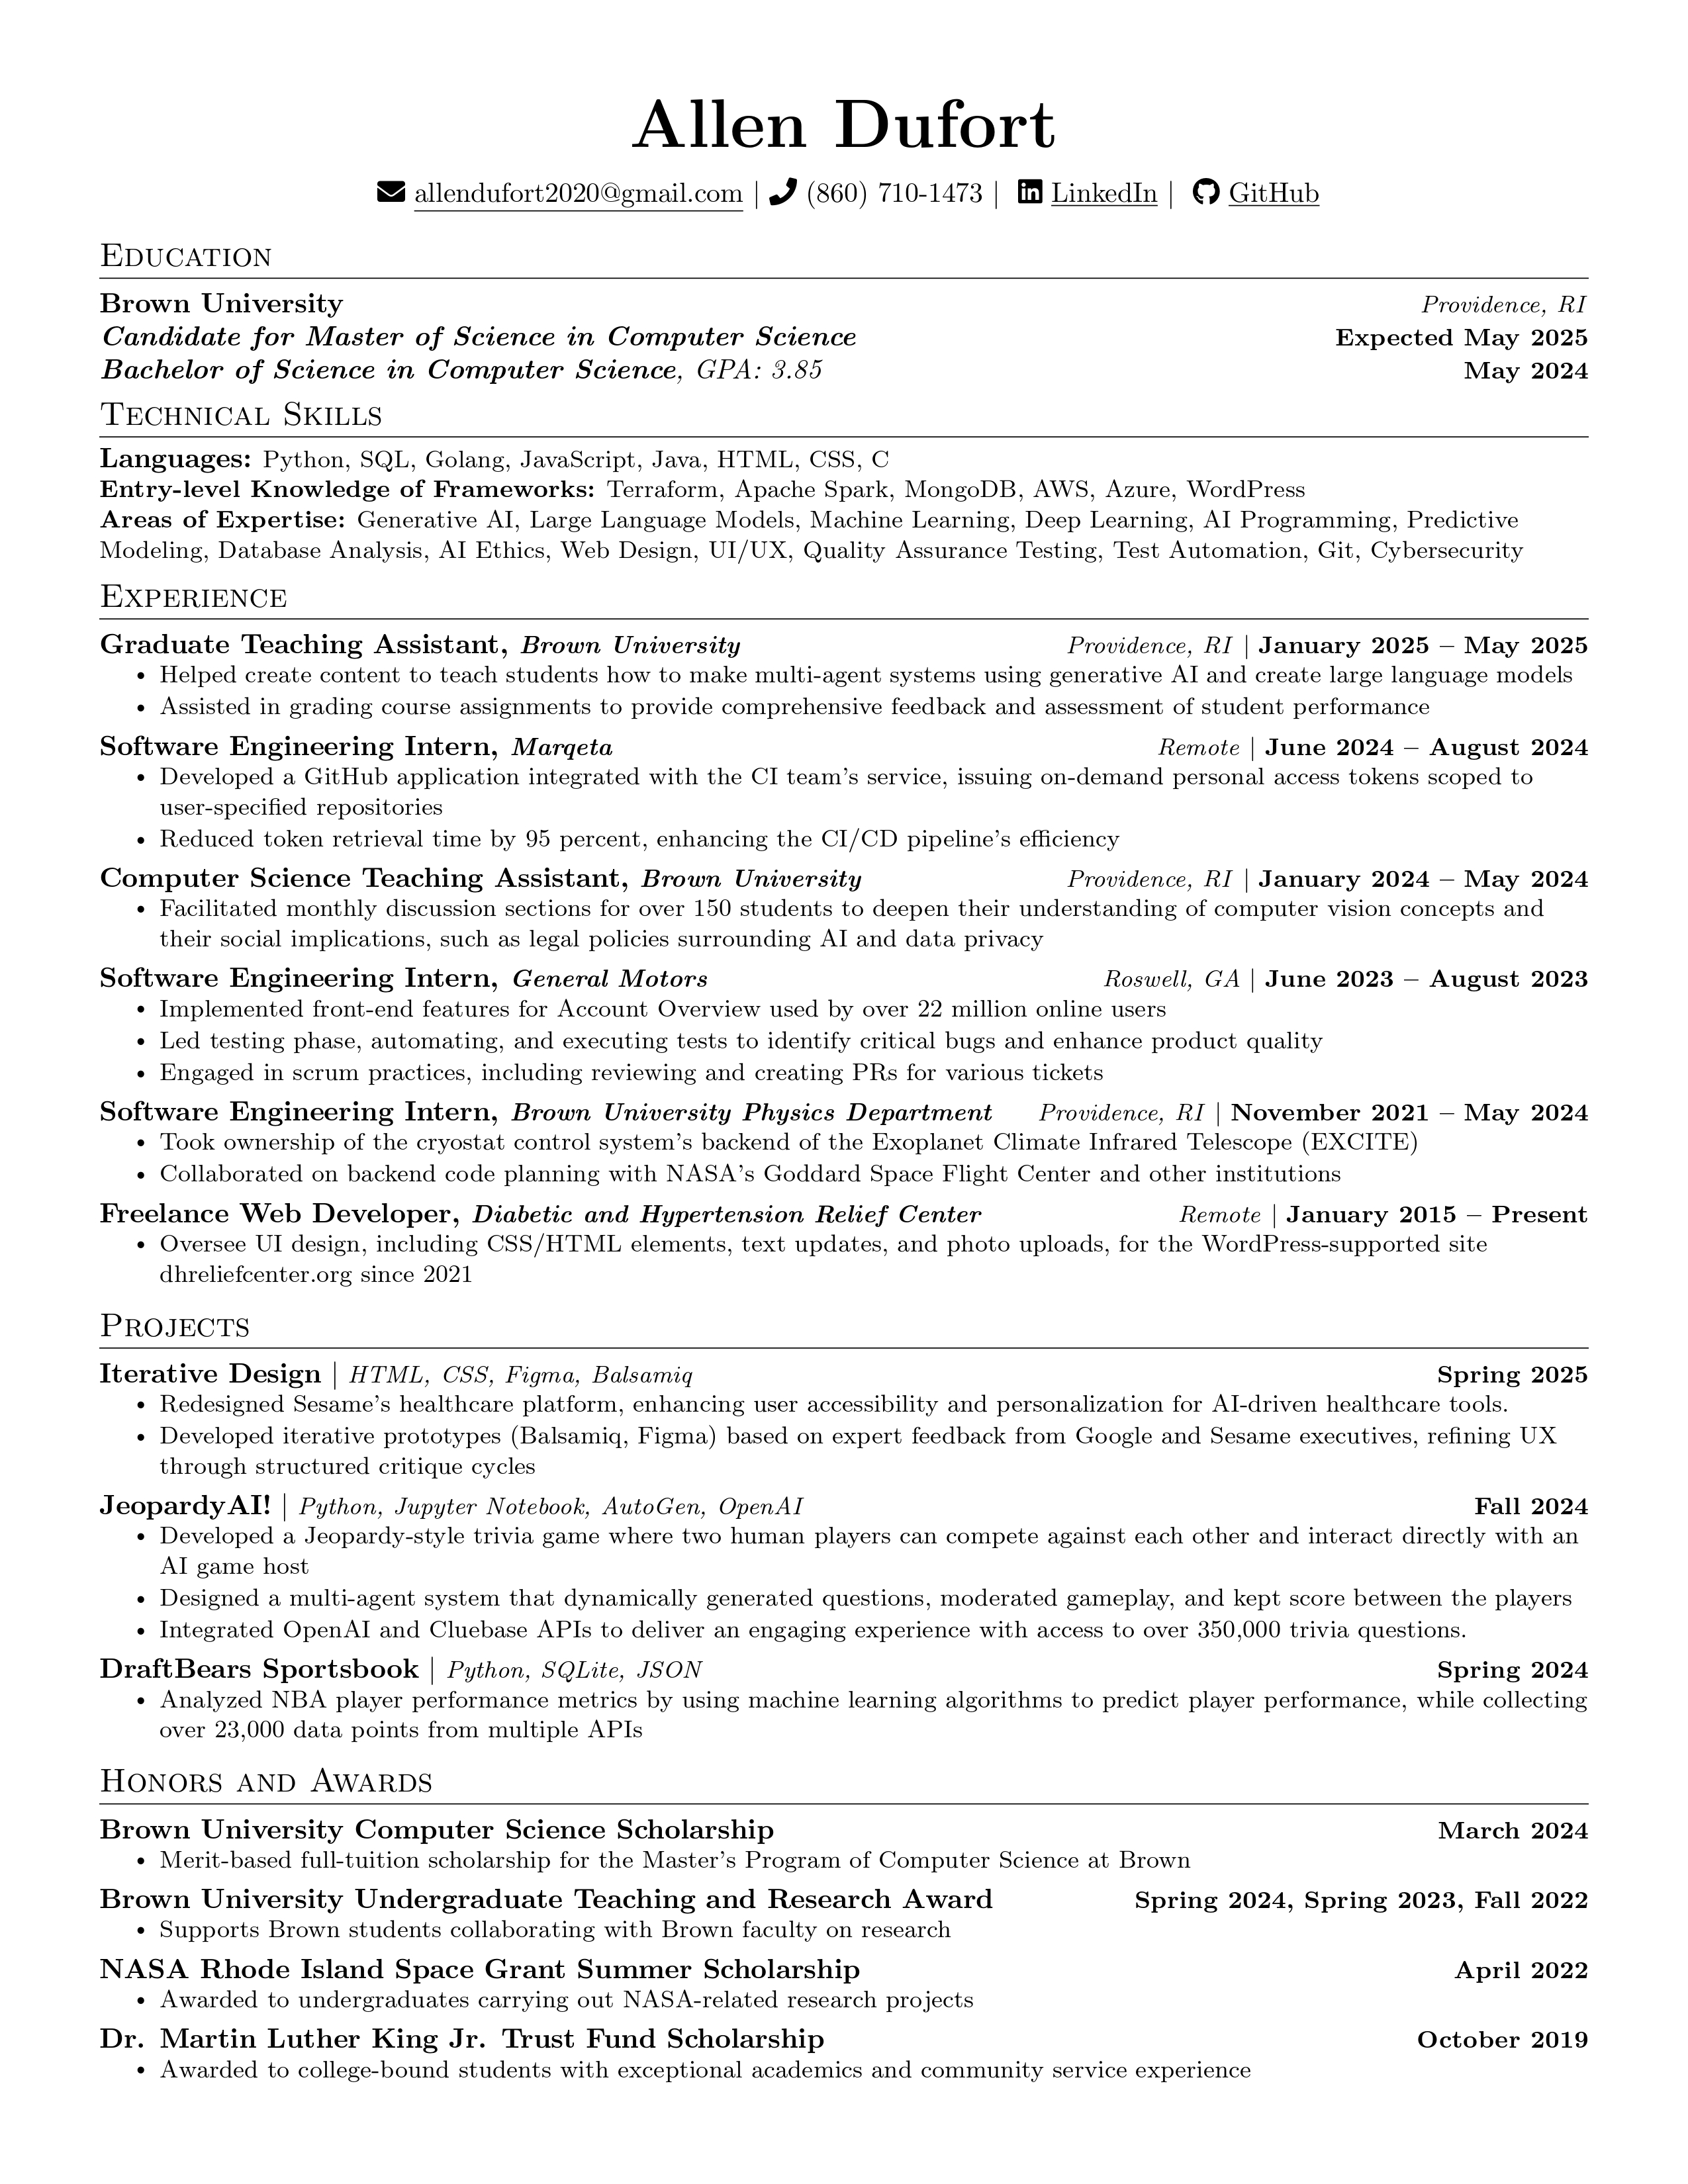 Allen Dufort
allendufort2020@gmail.com | (860) 710-1473 | LinkedIn | GitHub
Education
Brown University Providence, RI
Candidate for Master of Science in Computer Science Expected May 2025
Bachelor of Science in Computer Science, GPA: 3.85 May 2024
Technical Skills
Languages: Python, SQL, Golang, JavaScript, Java, HTML, CSS, C
Entry-level Knowledge of Frameworks: Terraform, Apache Spark, MongoDB, AWS, Azure, WordPress
Areas of Expertise: Generative AI, Large Language Models, Machine Learning, Deep Learning, AI Programming, Predictive
Modeling, Database Analysis, AI Ethics, Web Design, UI/UX, Quality Assurance Testing, Test Automation, Git, Cybersecurity
Experience
Graduate Teaching Assistant, Brown University Providence, RI | January 2025 – May 2025
• Helped create content to teach students how to make multi-agent systems using generative AI and create large language models
• Assisted in grading course assignments to provide comprehensive feedback and assessment of student performance
Software Engineering Intern, Marqeta Remote | June 2024 – August 2024
• Developed a GitHub application integrated with the CI team's service, issuing on-demand personal access tokens scoped to
user-specified repositories
• Reduced token retrieval time by 95 percent, enhancing the CI/CD pipeline's efficiency
Computer Science Teaching Assistant, Brown University Providence, RI | January 2024 – May 2024
• Facilitated monthly discussion sections for over 150 students to deepen their understanding of computer vision concepts and
their social implications, such as legal policies surrounding AI and data privacy
Software Engineering Intern, General Motors Roswell, GA | June 2023 – August 2023
• Implemented front-end features for Account Overview used by over 22 million online users
• Led testing phase, automating, and executing tests to identify critical bugs and enhance product quality
• Engaged in scrum practices, including reviewing and creating PRs for various tickets
Software Engineering Intern, Brown University Physics Department Providence, RI | November 2021 – May 2024
• Took ownership of the cryostat control system's backend of the Exoplanet Climate Infrared Telescope (EXCITE)
• Collaborated on backend code planning with NASA's Goddard Space Flight Center and other institutions
Freelance Web Developer, Diabetic and Hypertension Relief Center Remote | January 2015 – Present
• Oversee UI design, including CSS/HTML elements, text updates, and photo uploads, for the WordPress-supported site
dhreliefcenter.org since 2021
Projects
Iterative Design | HTML, CSS, Figma, Balsamiq Spring 2025
• Redesigned Sesame's healthcare platform, enhancing user accessibility and personalization for AI-driven healthcare tools.
• Developed iterative prototypes (Balsamiq, Figma) based on expert feedback from Google and Sesame executives, refining UX
through structured critique cycles
JeopardyAI! | Python, Jupyter Notebook, AutoGen, OpenAI Fall 2024
• Developed a Jeopardy-style trivia game where two human players can compete against each other and interact directly with an
AI game host
• Designed a multi-agent system that dynamically generated questions, moderated gameplay, and kept score between the players
• Integrated OpenAI and Cluebase APIs to deliver an engaging experience with access to over 350,000 trivia questions.
DraftBears Sportsbook | Python, SQLite, JSON Spring 2024
• Analyzed NBA player performance metrics by using machine learning algorithms to predict player performance, while collecting
over 23,000 data points from multiple APIs
Honors and Awards
Brown University Computer Science Scholarship March 2024
• Merit-based full-tuition scholarship for the Master's Program of Computer Science at Brown
Brown University Undergraduate Teaching and Research Award Spring 2024, Spring 2023, Fall 2022
• Supports Brown students collaborating with Brown faculty on research
NASA Rhode Island Space Grant Summer Scholarship April 2022
• Awarded to undergraduates carrying out NASA-related research projects
Dr. Martin Luther King Jr. Trust Fund Scholarship October 2019
• Awarded to college-bound students with exceptional academics and community service experience